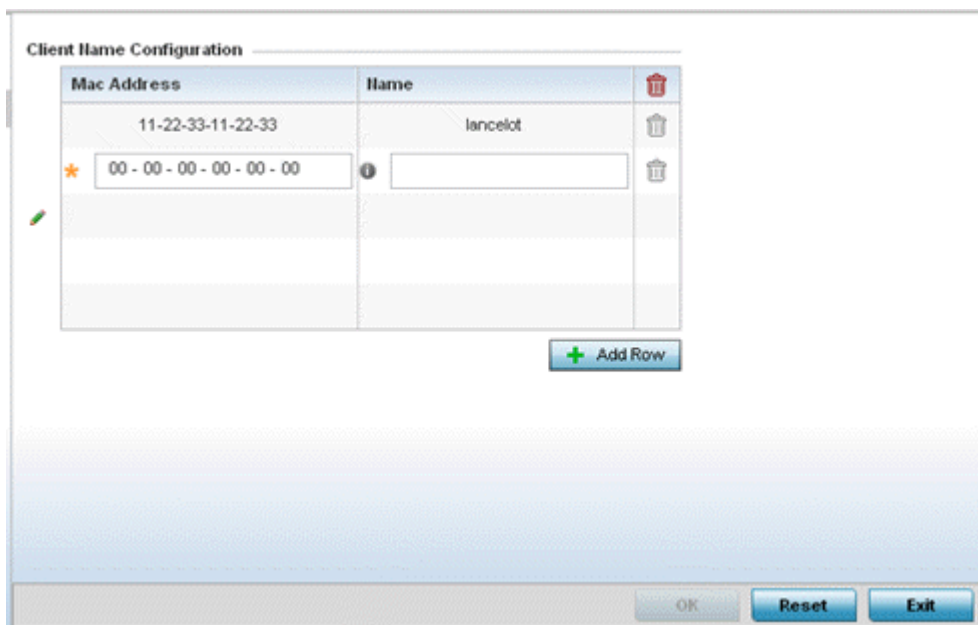 Client Name Configuration
Mac Address Name
11-22-33-11-22-33 lancelot
* 00 - 00 - 00 - 00 - 00 - 00
Add Row
OK Reset Exit